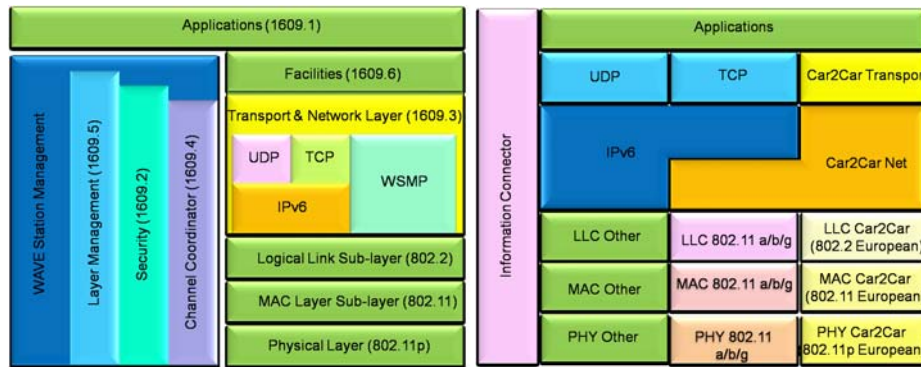 Applications (1609.1)
WAVE Station Management
Layer Management (1609.5)
Security (1609.2)
Channel Coordinator (1609.4)
Facilities (1609.6)
Transport & Network Layer (1609.3)
UDP
TCP
WSMP
IPv6
Logical Link Sub-layer (802.2)
MAC Layer Sub-layer (802.11)
Physical Layer (802.11p)
Information Connector
Applications
UDP
TCP
Car2Car Transport
IPv6
Car2Car Net
LLC Other
LLC 802.11 a/b/g
LLC Car2Car
(802.2 European)
MAC Other
MAC 802.11 a/b/g
MAC Car2Car
(802.11 European)
PHY Other
PHY 802.11
a/b/g
PHY Car2Car
802.11p European)